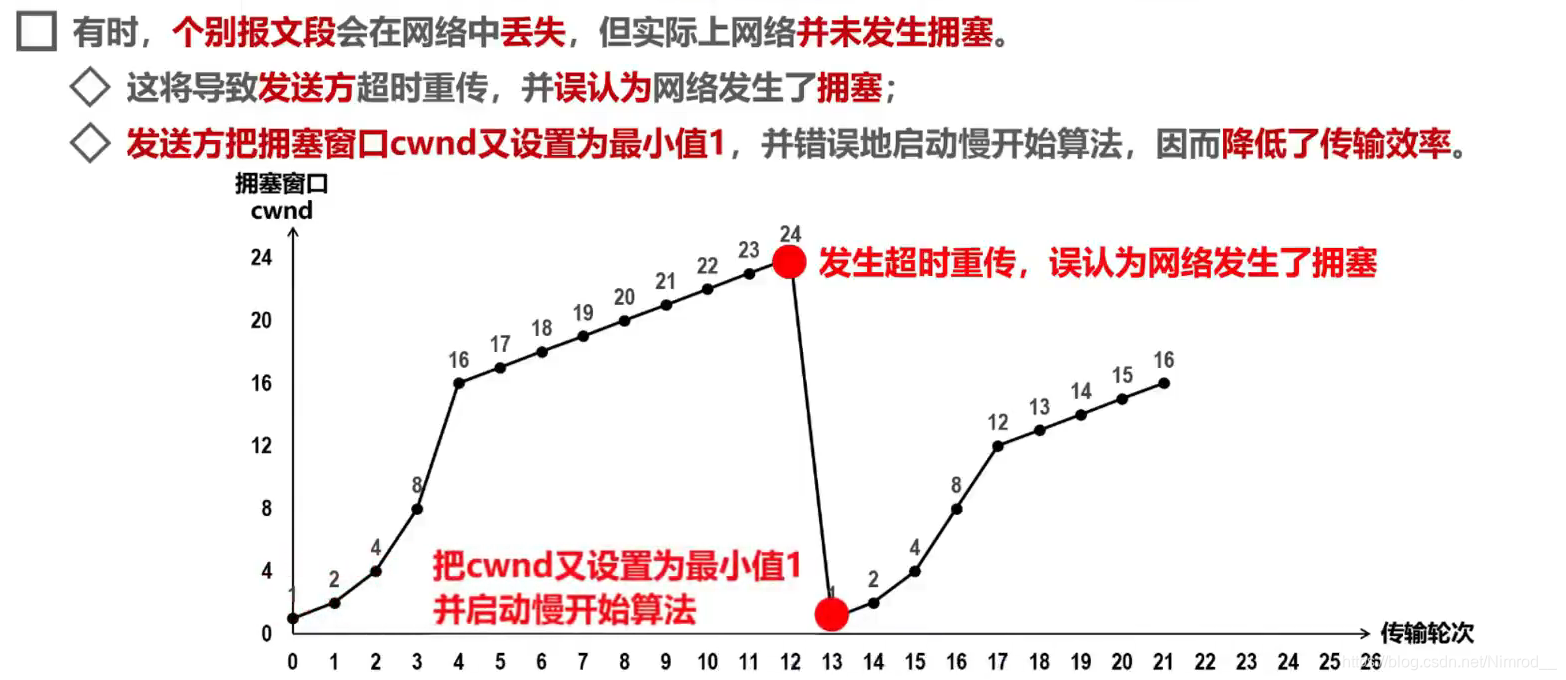 有时，个别报文段会在网络中丢失，但实际上网络并未发生拥塞。
这将导致发送方超时重传，并误认为网络发生了拥塞；
发送方把拥塞窗口cwnd又设置为最小值1，并错误地启动慢开始算法，因而降低了传输效率。
拥塞窗口
cwnd
24
20
16
12
8
4
0
1
2
4
8
16
17
18
19
20
21
22
23
24
发生超时重传，误认为网络发生了拥塞
把cwnd又设置为最小值1
并启动慢开始算法
1
2
4
8
12
13
14
15
16
传输轮次
0 1 2 3 4 5 6 7 8 9 10 11 12 13 14 15 16 17 18 19 20 21 22 23 24 25 26
https://blog.csdn.net/Nimrod__